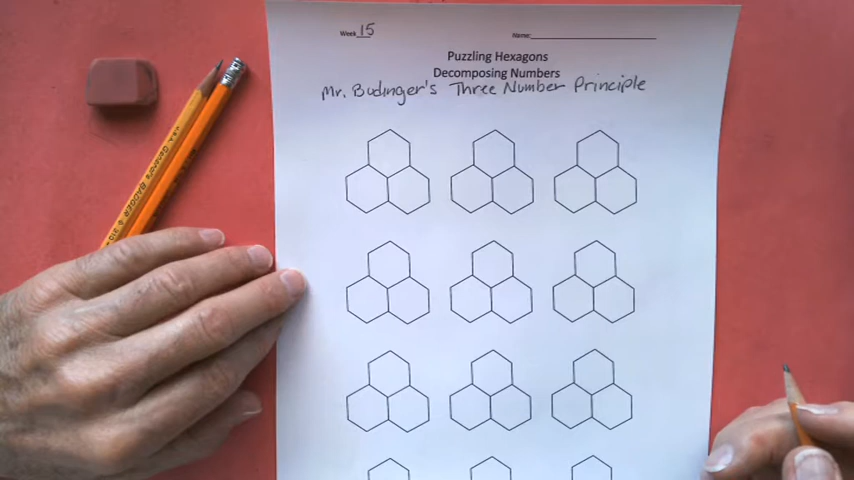 Week 15 Name:
Puzzling Hexagons
Decomposing Numbers
Mr. Budinger's Three Number Principle